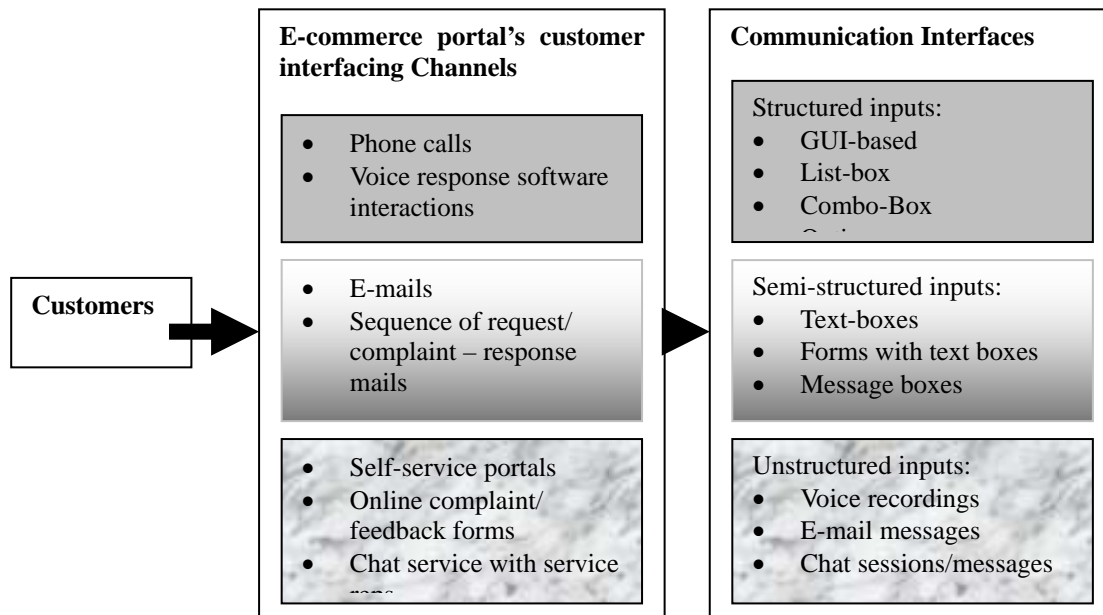 Customers
E-commerce portal's customer
interfacing Channels
• Phone calls
• Voice response software
interactions
• E-mails
• Sequence of request/
complaint – response
mails
• Self-service portals
• Online complaint/
feedback forms
• Chat service with service
Communication Interfaces
Structured inputs:
• GUI-based
• List-box
• Combo-Box
Semi-structured inputs:
• Text-boxes
• Forms with text boxes
• Message boxes
Unstructured inputs:
• Voice recordings
• E-mail messages
• Chat sessions/messages